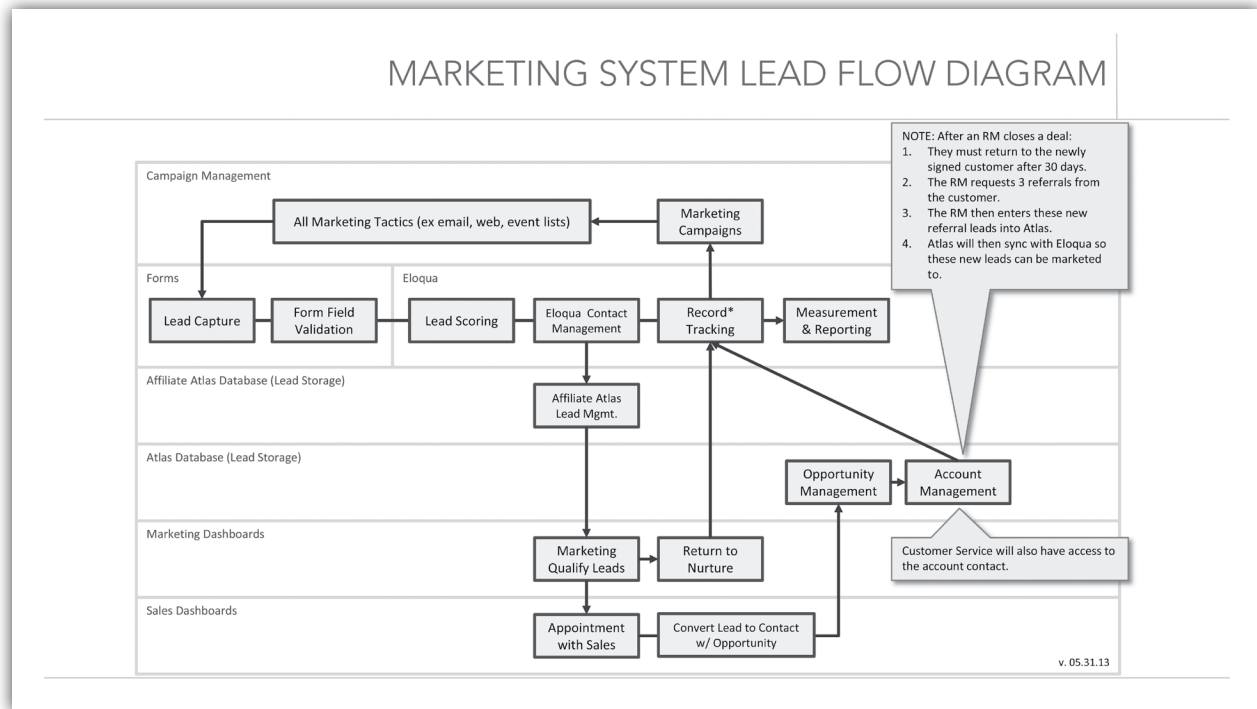 MARKETING SYSTEM LEAD FLOW DIAGRAM
NOTE: After an RM closes a deal:
1. They must return to the newly
signed customer after 30 days.
2. The RM requests 3 referrals from
the customer.
3. The RM then enters these new
referral leads into Atlas.
4. Atlas will then sync with Eloqua so
these new leads can be marketed
to.
Campaign Management
All Marketing Tactics (ex email, web, event lists)
Marketing
Campaigns
Forms
Eloqua
Lead Capture
Form Field
Validation
Lead Scoring
Eloqua Contact
Management
Record*
Tracking
Measurement
& Reporting
Affiliate Atlas Database (Lead Storage)
Affiliate Atlas
Lead Mgmt.
Atlas Database (Lead Storage)
Opportunity
Management
Account
Management
Marketing Dashboards
Marketing
Qualify Leads
Return to
Nurture
Customer Service will also have access to
the account contact.
Sales Dashboards
Appointment
with Sales
Convert Lead to Contact
w/ Opportunity
v. 05.31.13